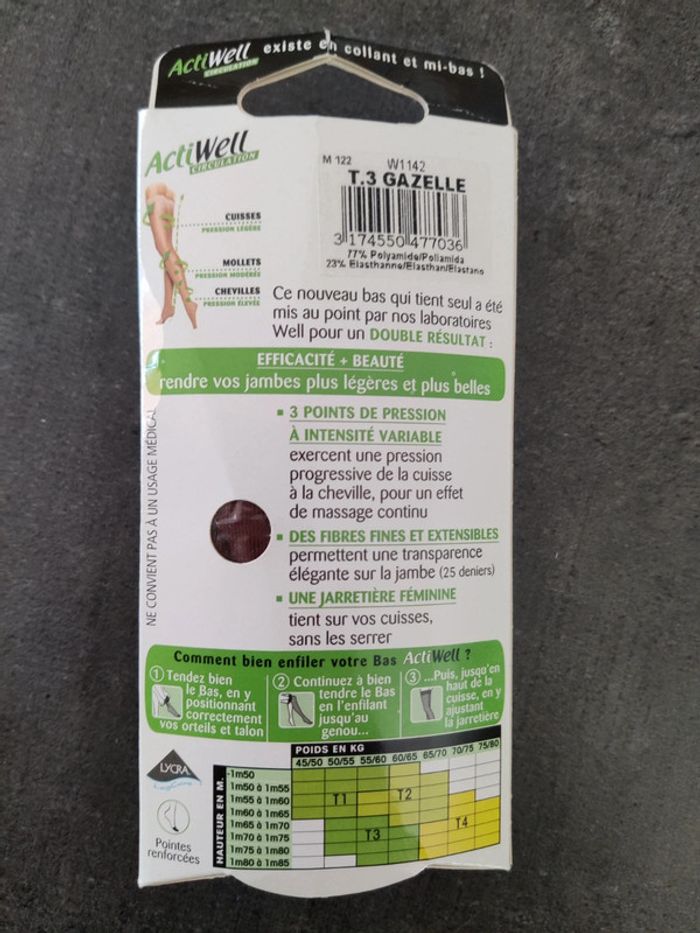 ActiWell existe en collant et mi-bas !
CIRCULATION
ActiWell
CIRCULATION
M 122 W1142
T.3 GAZELLE
3 174550 477036
77% Polyamide/Poliamida
23% Elasthanne/Elasthan/Elastano
CUISSES
PRESSION LÉGÈRE
MOLLETS
PRESSION MODÉRÉE
CHEVILLES
PRESSION ÉLEVÉE
Ce nouveau bas qui tient seul a été
mis au point par nos laboratoires
Well pour un DOUBLE RÉSULTAT :
EFFICACITÉ + BEAUTÉ
rendre vos jambes plus légères et plus belles
▪ 3 POINTS DE PRESSION
À INTENSITÉ VARIABLE
exercent une pression
progressive de la cuisse
à la cheville, pour un effet
de massage continu
▪ DES FIBRES FINES ET EXTENSIBLES
permettent une transparence
élégante sur la jambe (25 deniers)
▪ UNE JARRETIÈRE FÉMININE
tient sur vos cuisses,
sans les serrer
NE CONVIENT PAS À UN USAGE MÉDICAL
Comment bien enfiler votre Bas ActiWell ?
1 Tendez bien
le Bas, en y
positionnant
correctement
vos orteils et talon
2 Continuez à bien
tendre le Bas
en l'enfilant
jusqu'au
genou...
3 ...Puis, jusqu'en
haut de la
cuisse, en y
ajustant
la jarretière
LYCRA
Pointes
renforcées
POIDS EN KG
45/50 50/55 55/60 60/65 65/70 70/75 75/80
HAUTEUR EN M.
-1m50
1m50 à 1m55
1m55 à 1m60
1m60 à 1m65
1m65 à 1m70
1m70 à 1m75
1m75 à 1m80
1m80 à 1m85
T1 T2
T3 T4